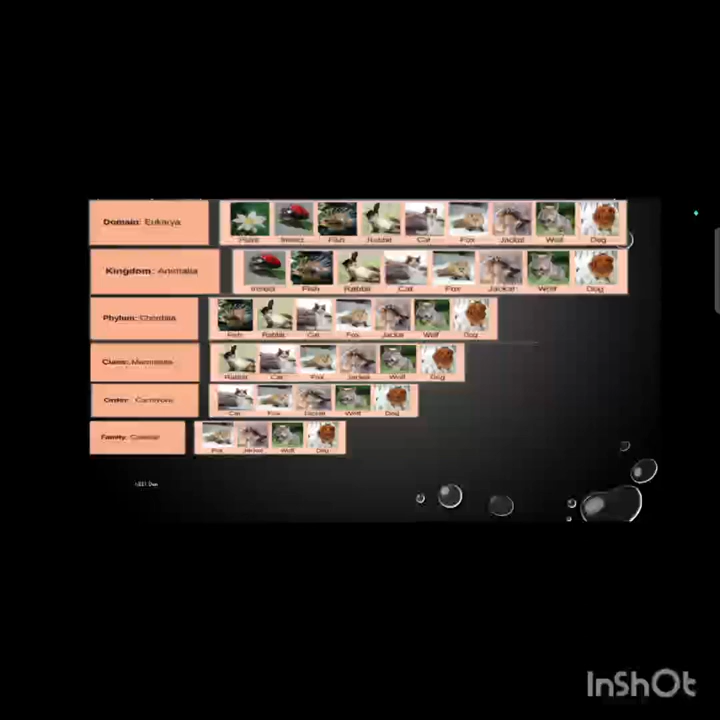 Domain: Eukarya
Plant Insect Fish Rabbit Cat Fox Jackal Wolf Dog
Kingdom: Animalia
Insect Fish Rabbit Cat Fox Jackal Wolf Dog
Phylum: Chordata
Fish Rabbit Cat Fox Jackal Wolf Dog
Class: Mammalia
Rabbit Cat Fox Jackal Wolf Dog
Order: Carnivora
Cat Fox Jackal Wolf Dog
Family: Canidae
Fox Jackal Wolf Dog
InShOt